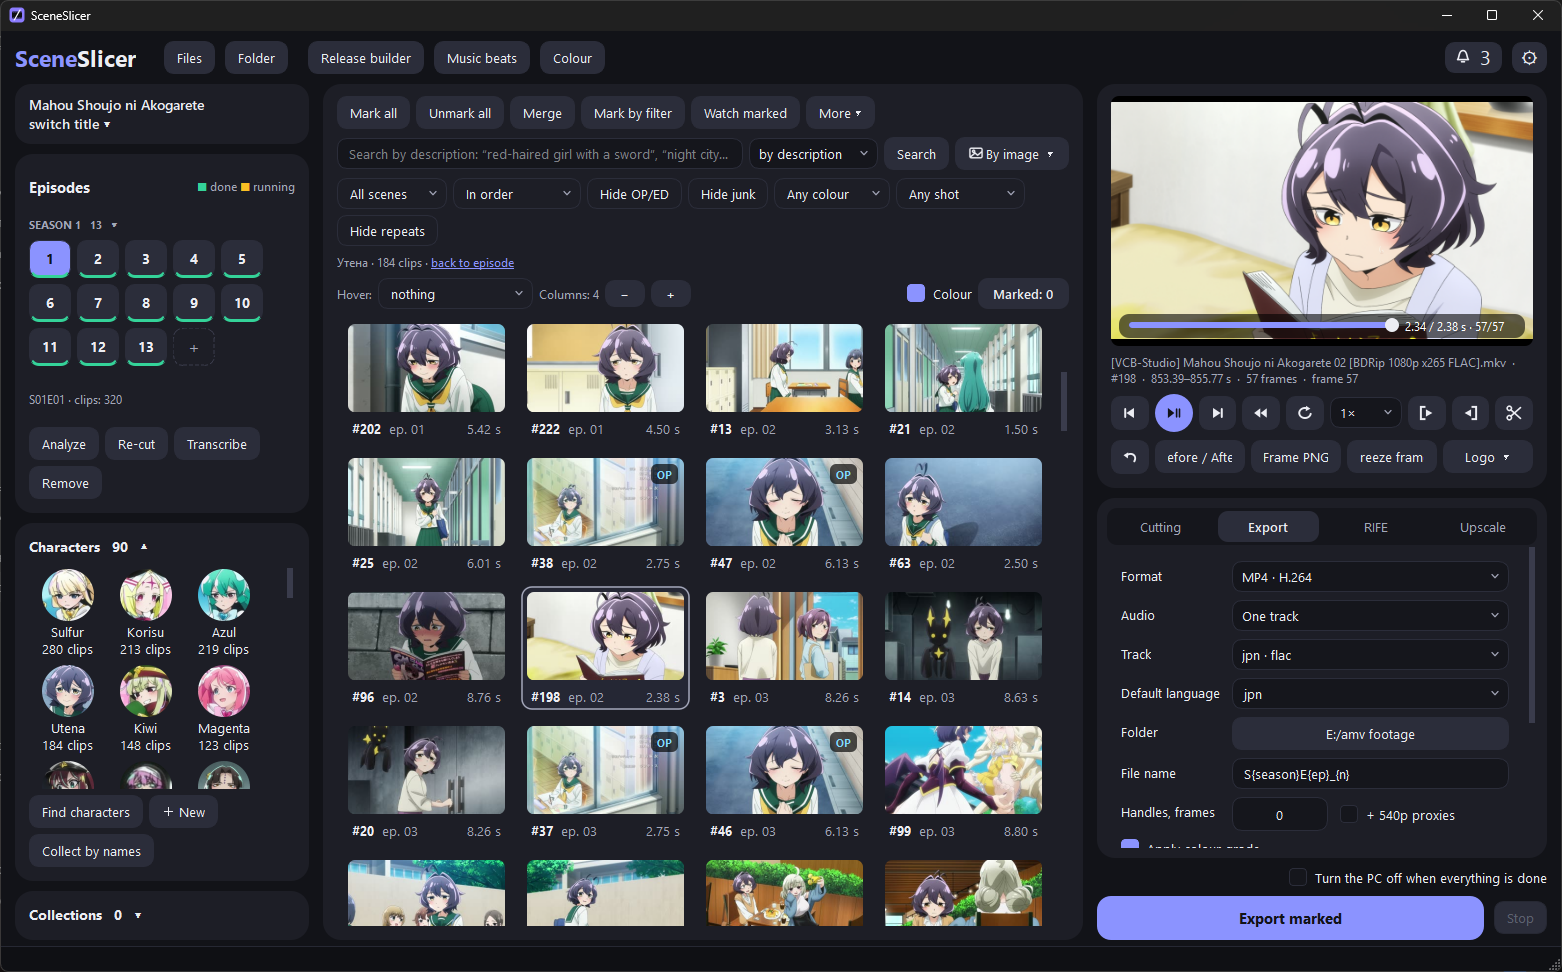 SceneSlicer
SceneSlicer
Files
Folder
Release builder
Music beats
Colour
3
Mahou Shoujo ni Akogarete
switch title ▾
Episodes
done
running
SEASON 1 13 ▾
1 2 3 4 5
6 7 8 9 10
11 12 13 +
S01E01 · clips: 320
Analyze
Re-cut
Transcribe
Remove
Characters 90 ▴
Sulfur Korisu Azul
280 clips 213 clips 219 clips
Utena Kiwi Magenta
184 clips 148 clips 123 clips
Find characters
+ New
Collect by names
Collections 0 ▾
Mark all
Unmark all
Merge
Mark by filter
Watch marked
More ▾
Search by description: “red-haired girl with a sword”, “night city...
by description
Search
By image ▾
All scenes
In order
Hide OP/ED
Hide junk
Any colour
Any shot
Hide repeats
Утена · 184 clips · back to episode
Hover: nothing
Columns: 4 − +
Colour
Marked: 0
#202 ep. 01 5.42 s
#222 ep. 01 4.50 s
#13 ep. 02 3.13 s
#21 ep. 02 1.50 s
OP
OP
#25 ep. 02 6.01 s
#38 ep. 02 2.75 s
#47 ep. 02 6.13 s
#63 ep. 02 2.50 s
#96 ep. 02 8.76 s
#198 ep. 02 2.38 s
#3 ep. 03 8.26 s
#14 ep. 03 8.63 s
OP
OP
#20 ep. 03 8.26 s
#37 ep. 03 2.75 s
#46 ep. 03 6.13 s
#99 ep. 03 8.80 s
2.34 / 2.38 s · 57/57
[VCB-Studio] Mahou Shoujo ni Akogarete 02 [BDRip 1080p x265 FLAC].mkv ·
#198 · 853.39–855.77 s · 57 frames · frame 57
1×
efore / Afte
Frame PNG
reeze fram
Logo ▾
Cutting
Export
RIFE
Upscale
Format MP4 · H.264
Audio One track
Track jpn · flac
Default language jpn
Folder E:/amv footage
File name S{season}E{ep}_{n}
Handles, frames 0 + 540p proxies
Apply colour grade
Turn the PC off when everything is done
Export marked
Stop